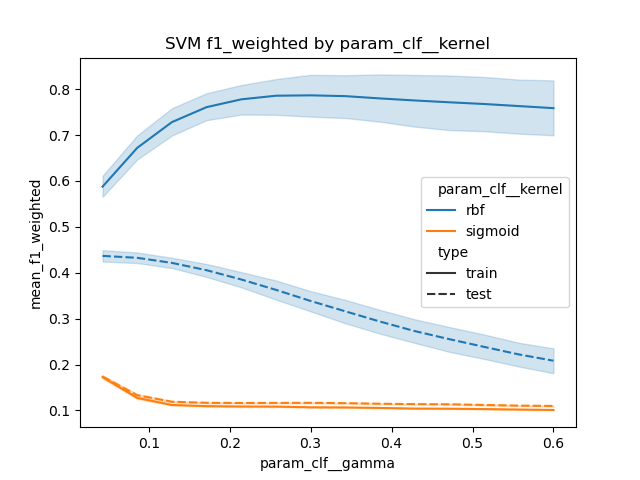 SVM f1_weighted by param_clf__kernel
mean_f1_weighted
0.8
0.7
0.6
0.5
0.4
0.3
0.2
0.1
param_clf__kernel
rbf
sigmoid
type
train
test
0.1 0.2 0.3 0.4 0.5 0.6
param_clf__gamma